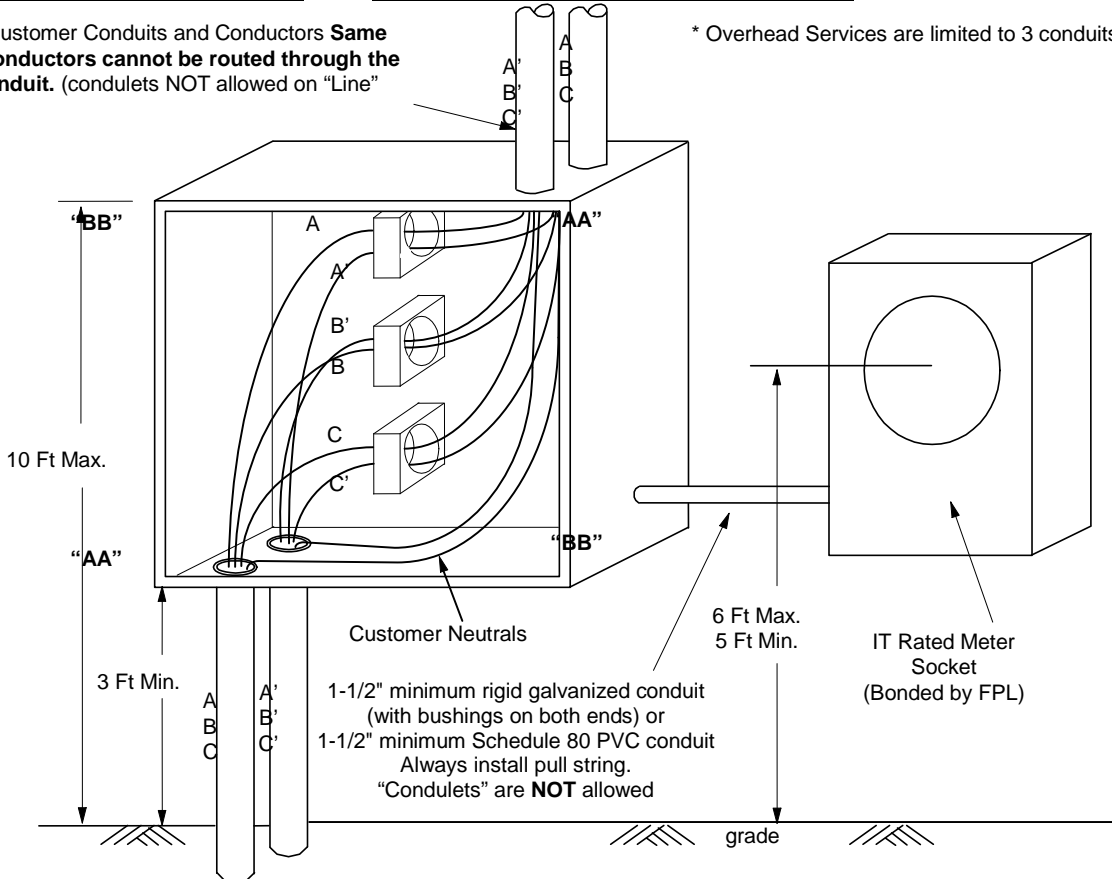 ustomer Conduits and Conductors Same
onductors cannot be routed through the
nduit. (condulets NOT allowed on “Line”
* Overhead Services are limited to 3 conduits
A’
B’
C’
A
B
C
“BB”
“AA”
A
A’
B’
B
C
C’
10 Ft Max.
“AA”
“BB”
Customer Neutrals
3 Ft Min.
A
B
C
A’
B’
C’
1-1/2" minimum rigid galvanized conduit
(with bushings on both ends) or
1-1/2" minimum Schedule 80 PVC conduit
Always install pull string.
“Condulets” are NOT allowed
6 Ft Max.
5 Ft Min.
IT Rated Meter
Socket
(Bonded by FPL)
grade